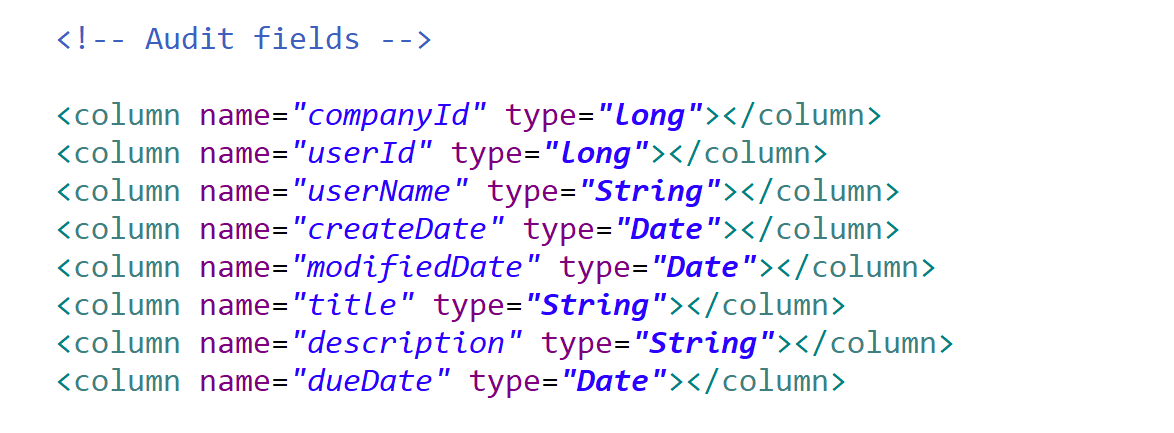 <!-- Audit fields -->
<column name="companyId" type="long"></column>
<column name="userId" type="long"></column>
<column name="userName" type="String"></column>
<column name="createDate" type="Date"></column>
<column name="modifiedDate" type="Date"></column>
<column name="title" type="String"></column>
<column name="description" type="String"></column>
<column name="dueDate" type="Date"></column>